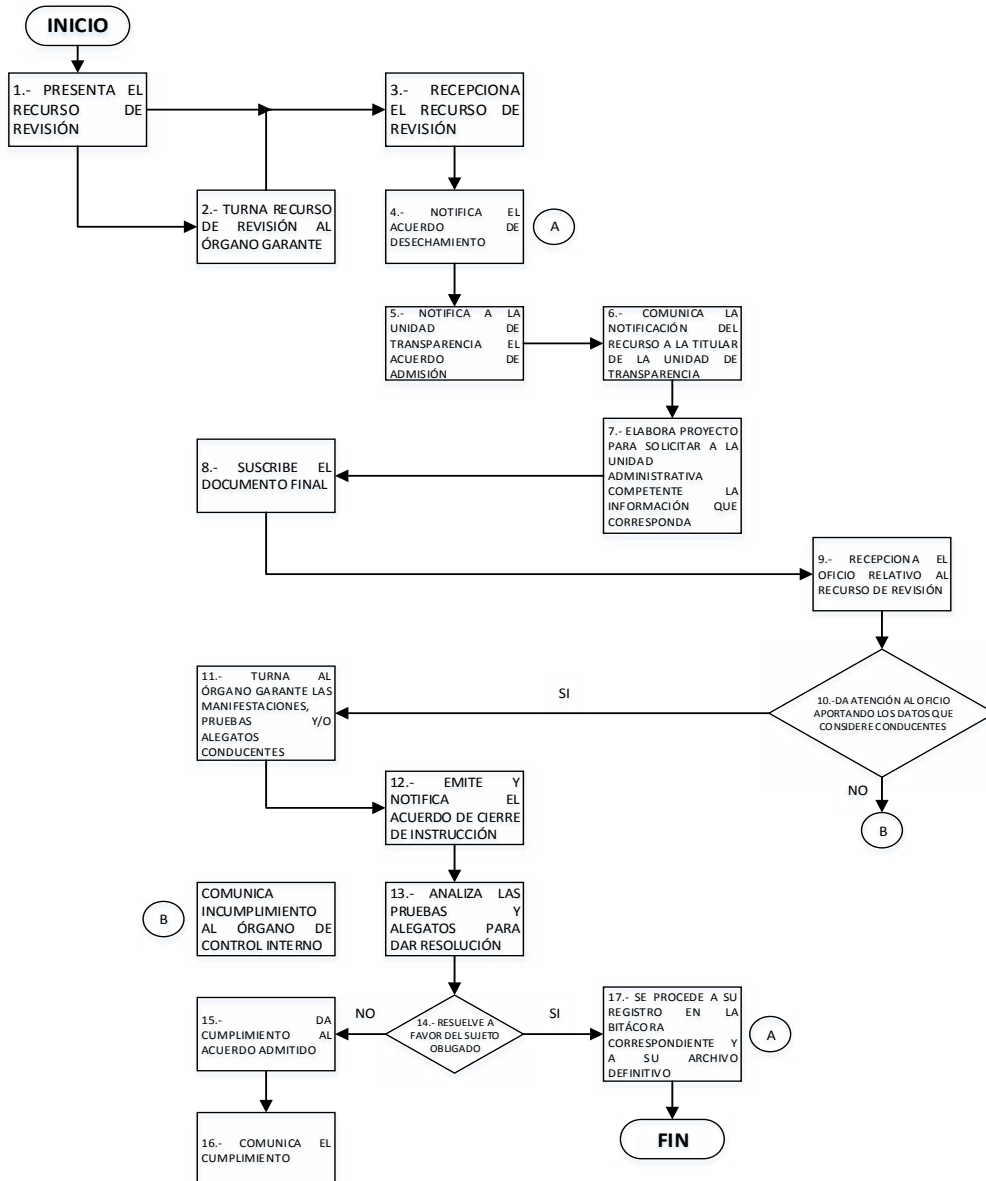 INICIO
1.- PRESENTA EL
RECURSO DE
REVISIÓN
3.- RECEPCIONA
EL RECURSO DE
REVISIÓN
2.- TURNA RECURSO
DE REVISIÓN AL
ÓRGANO GARANTE
4.- NOTIFICA EL
ACUERDO DE
DESECHAMIENTO
A
5.- NOTIFICA A LA
UNIDAD DE
TRANSPARENCIA EL
ACUERDO DE
ADMISIÓN
6.- COMUNICA LA
NOTIFICACIÓN DEL
RECURSO A LA TITULAR
DE LA UNIDAD DE
TRANSPARENCIA
7.- ELABORA PROYECTO
PARA SOLICITAR A LA
UNIDAD
ADMINISTRATIVA
COMPETENTE LA
INFORMACIÓN QUE
CORRESPONDA
8.- SUSCRIBE EL
DOCUMENTO FINAL
9.- RECEPCIONA EL
OFICIO RELATIVO AL
RECURSO DE REVISIÓN
10.-DA ATENCIÓN AL OFICIO
APORTANDO LOS DATOS QUE
CONSIDERE CONDUCENTES
SI
NO
B
11.- TURNA AL
ÓRGANO GARANTE LAS
MANIFESTACIONES,
PRUEBAS Y/O
ALEGATOS
CONDUCENTES
12.- EMITE Y
NOTIFICA EL
ACUERDO DE CIERRE
DE INSTRUCCIÓN
B
COMUNICA
INCUMPLIMIENTO
AL ÓRGANO DE
CONTROL INTERNO
13.- ANALIZA LAS
PRUEBAS Y
ALEGATOS PARA
DAR RESOLUCIÓN
14.- RESUELVE A
FAVOR DEL SUJETO
OBLIGADO
NO
SI
15.- DA
CUMPLIMIENTO AL
ACUERDO ADMITIDO
17.- SE PROCEDE A SU
REGISTRO EN LA
BITÁCORA
CORRESPONDIENTE Y
A SU ARCHIVO
DEFINITIVO
A
16.- COMUNICA EL
CUMPLIMIENTO
FIN